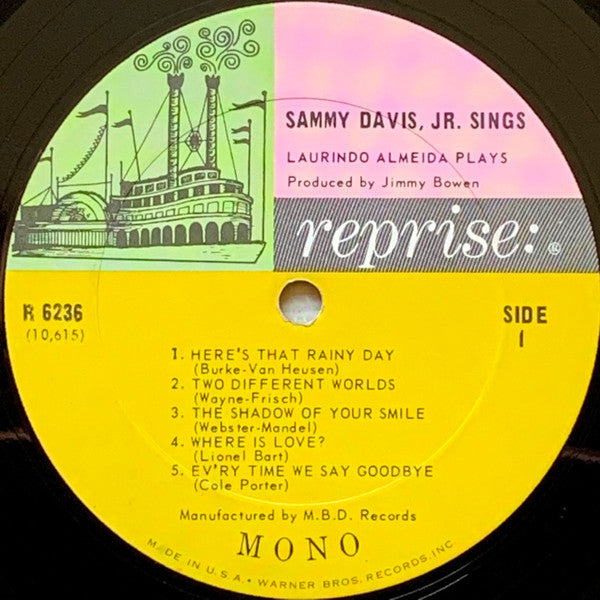 SAMMY DAVIS, JR. SINGS
LAURINDO ALMEIDA PLAYS
Produced by Jimmy Bowen
reprise:®
R 6236
(10,615)
SIDE
1
1. HERE'S THAT RAINY DAY
(Burke-Van Heusen)
2. TWO DIFFERENT WORLDS
(Wayne-Frisch)
3. THE SHADOW OF YOUR SMILE
(Webster-Mandel)
4. WHERE IS LOVE?
(Lionel Bart)
5. EV'RY TIME WE SAY GOODBYE
(Cole Porter)
Manufactured by M.B.D. Records
MONO
MADE IN U.S.A. • WARNER BROS. RECORDS, INC